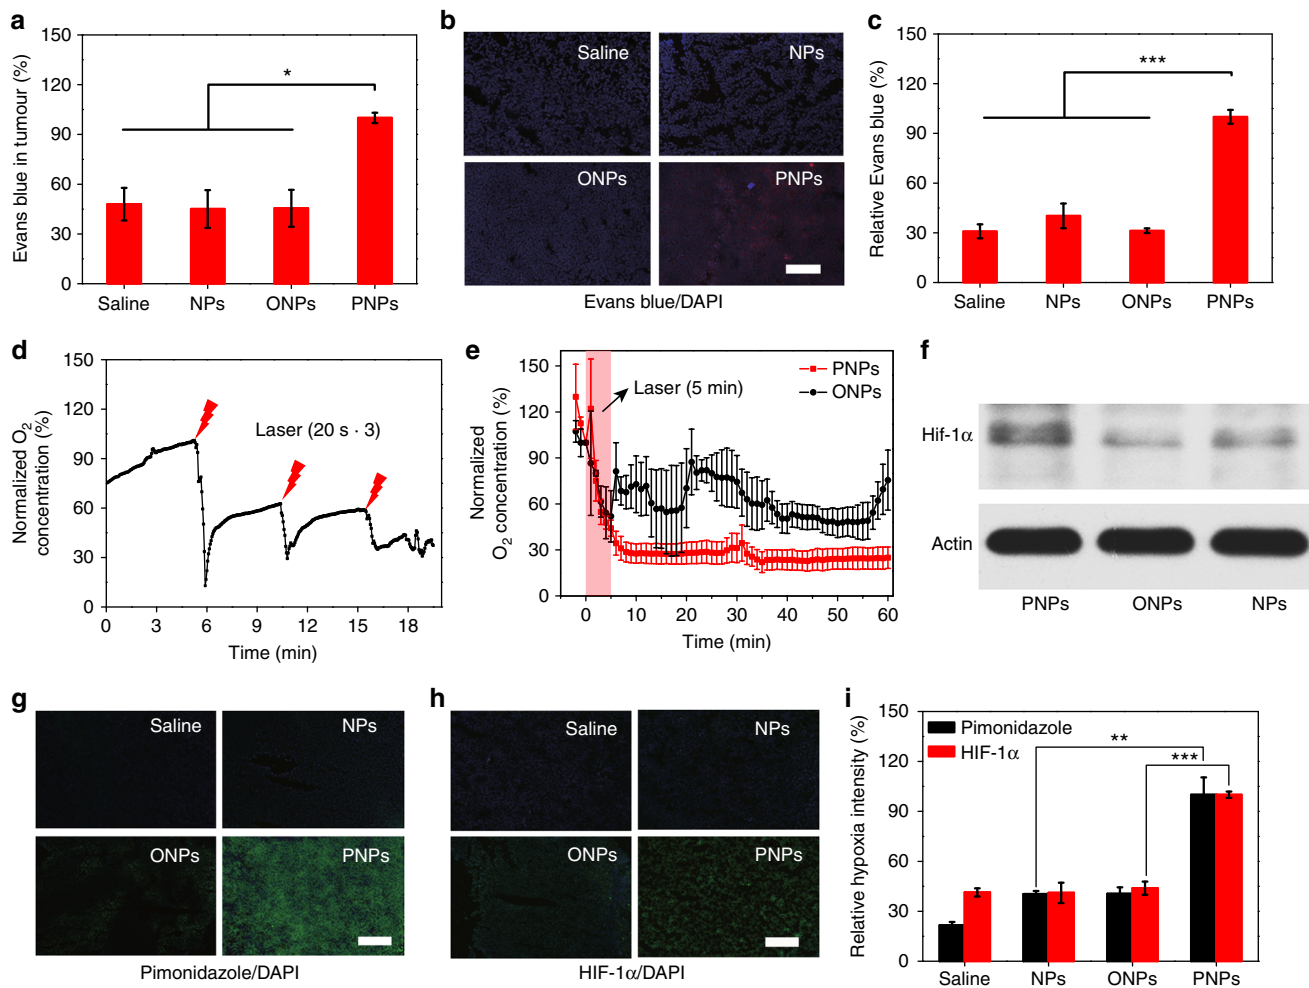 a
Evans blue in tumour (%)
150
120
90
60
30
0
*
Saline NPs ONPs PNPs
b
Saline NPs
ONPs PNPs
Evans blue/DAPI
c
Relative Evans blue (%)
150
120
90
60
30
0
***
Saline NPs ONPs PNPs
d
Normalized O2
concentration (%)
150
120
90
60
30
0
Laser (20 s · 3)
0 3 6 9 12 15 18
Time (min)
e
Normalized
O2 concentration (%)
150
120
90
60
30
0
PNPs
ONPs
Laser (5 min)
0 10 20 30 40 50 60
Time (min)
f
Hif-1α
Actin
PNPs ONPs NPs
g
Saline NPs
ONPs PNPs
Pimonidazole/DAPI
h
Saline NPs
ONPs PNPs
HIF-1α/DAPI
i
Relative hypoxia intensity (%)
150
120
90
60
30
0
Pimonidazole
HIF-1α
**
***
Saline NPs ONPs PNPs